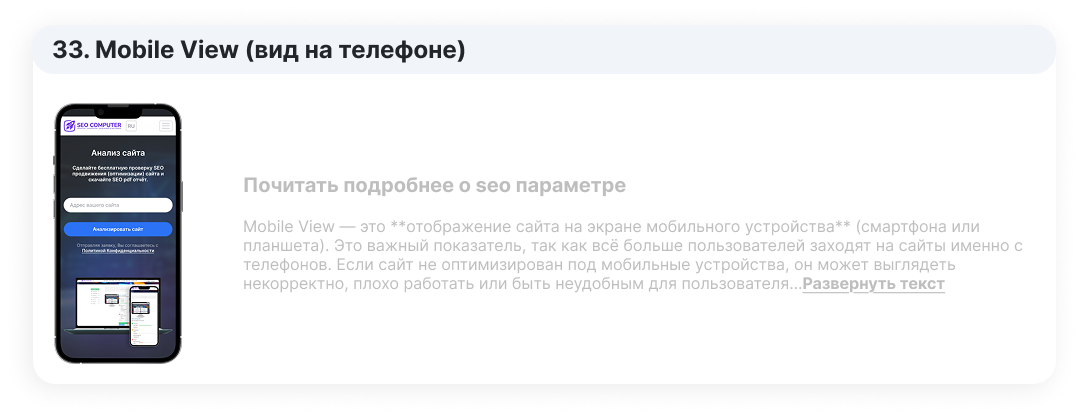 33. Mobile View (вид на телефоне)
SEO COMPUTER
RU
Анализ сайта
Сделайте бесплатную проверку SEO
продвижения (оптимизации) сайта и
скачайте SEO pdf отчёт.
Адрес вашего сайта
Анализировать сайт
Отправляя заявку, Вы соглашаетесь с
Политикой Конфиденциальности
Почитать подробнее о seo параметре
Mobile View — это **отображение сайта на экране мобильного устройства** (смартфона или
планшета). Это важный показатель, так как всё больше пользователей заходят на сайты именно с
телефонов. Если сайт не оптимизирован под мобильные устройства, он может выглядеть
некорректно, плохо работать или быть неудобным для пользователя...Развернуть текст